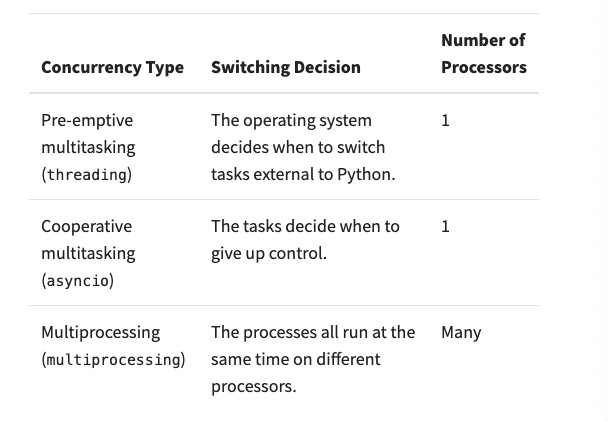 Concurrency Type Switching Decision Number of Processors
Pre-emptive multitasking (threading) The operating system decides when to switch tasks external to Python. 1
Cooperative multitasking (asyncio) The tasks decide when to give up control. 1
Multiprocessing (multiprocessing) The processes all run at the same time on different processors. Many